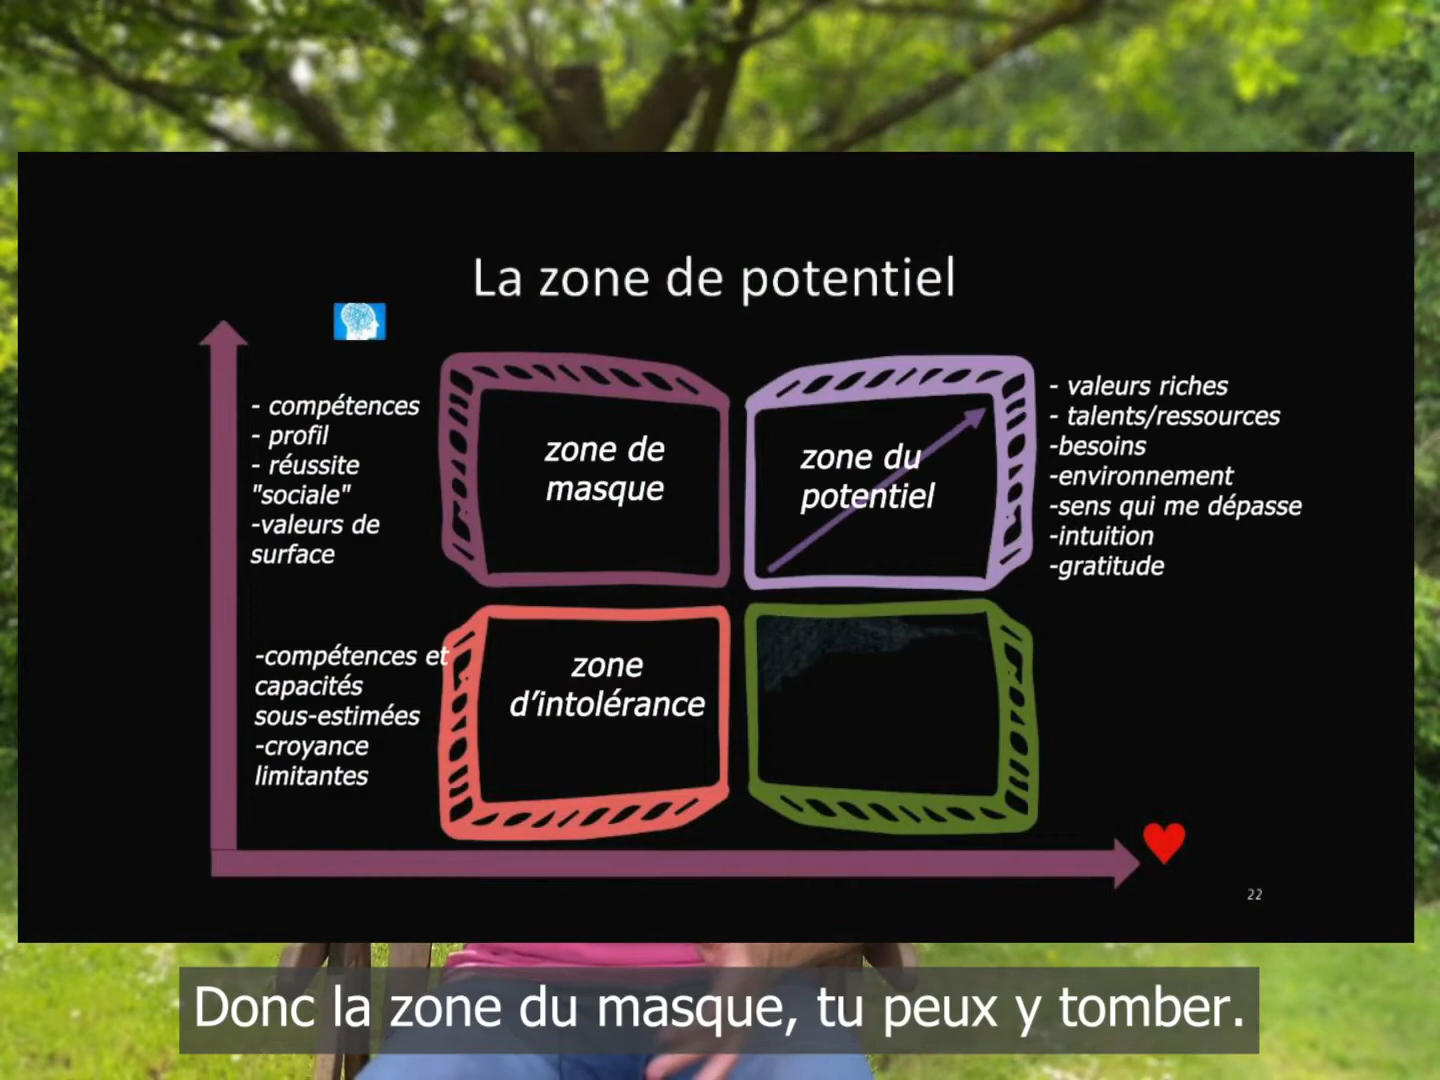 La zone de potentiel
- compétences
- profil
- réussite
"sociale"
-valeurs de
surface
zone de
masque
zone du
potentiel
- valeurs riches
- talents/ressources
-besoins
-environnement
-sens qui me dépasse
-intuition
-gratitude
-compétences et
capacités
sous-estimées
-croyance
limitantes
zone
d’intolérance
22
Donc la zone du masque, tu peux y tomber.